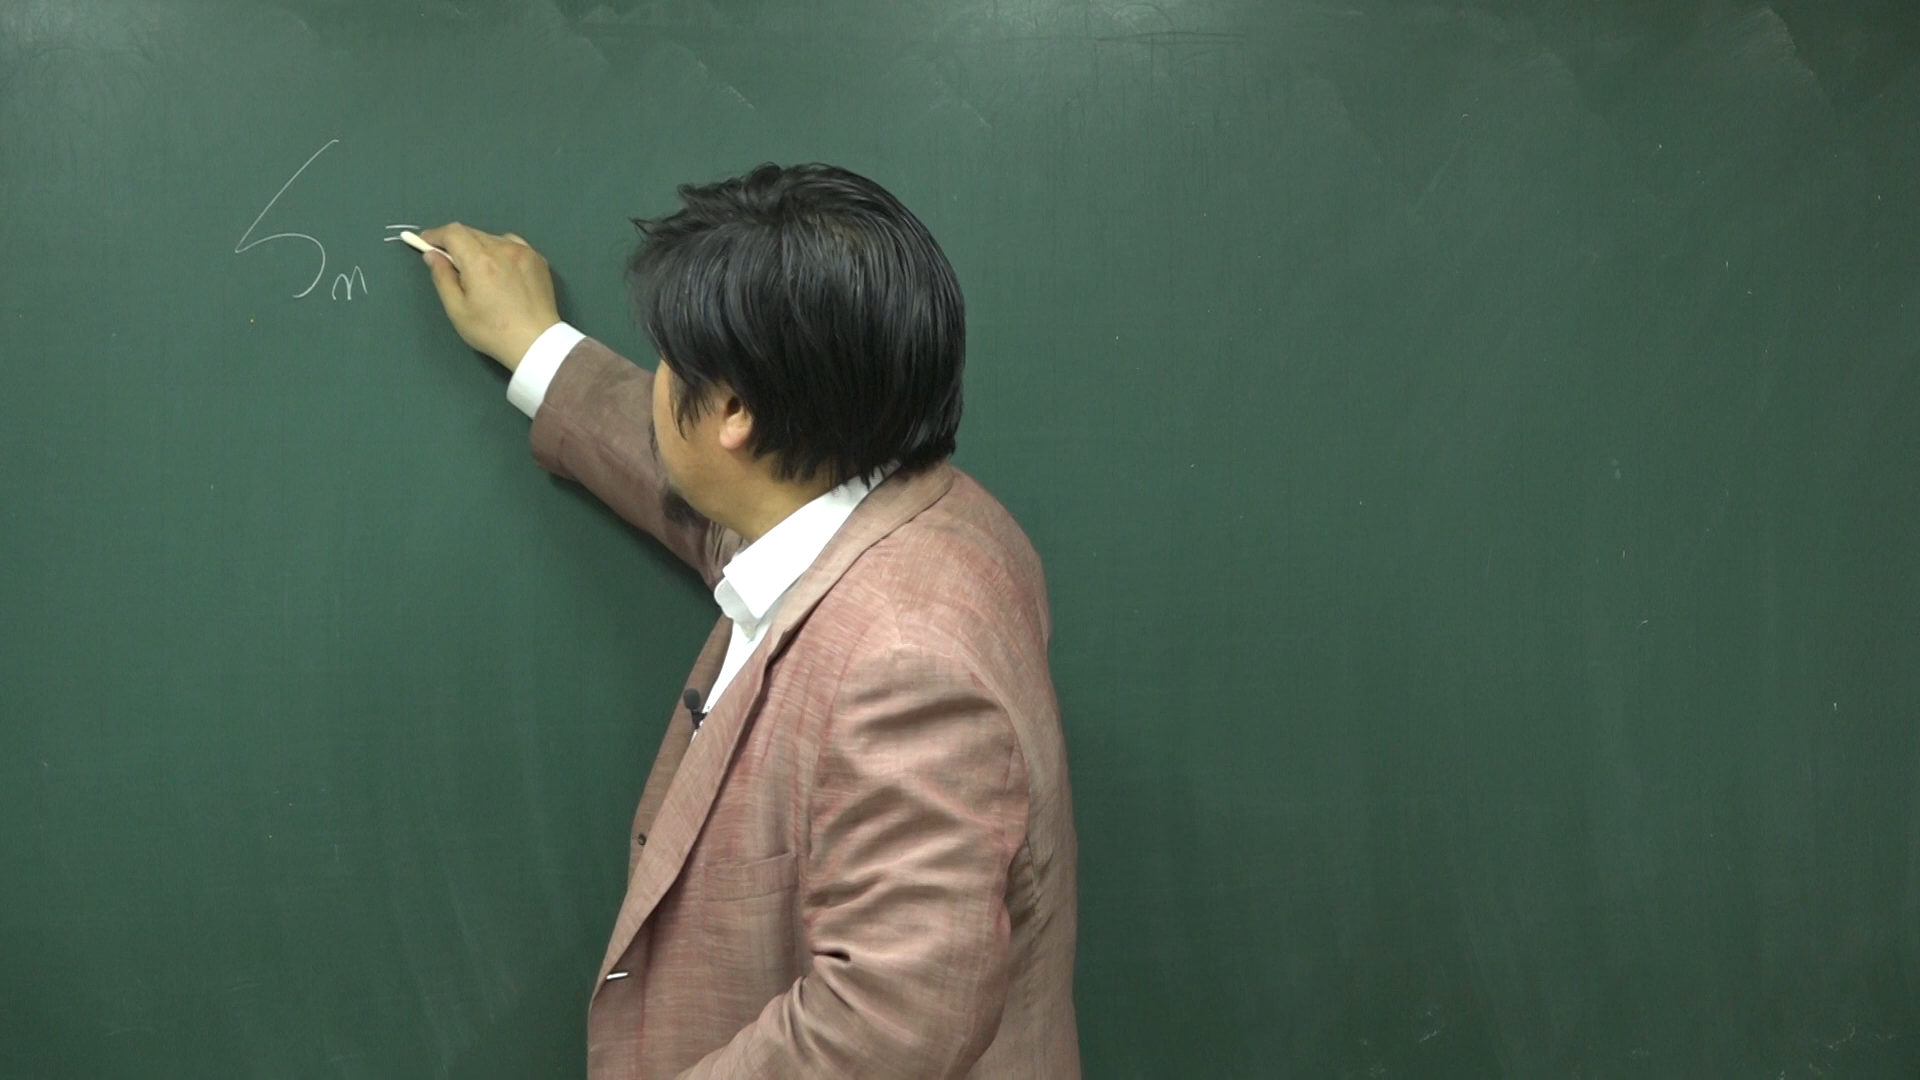 Sn =